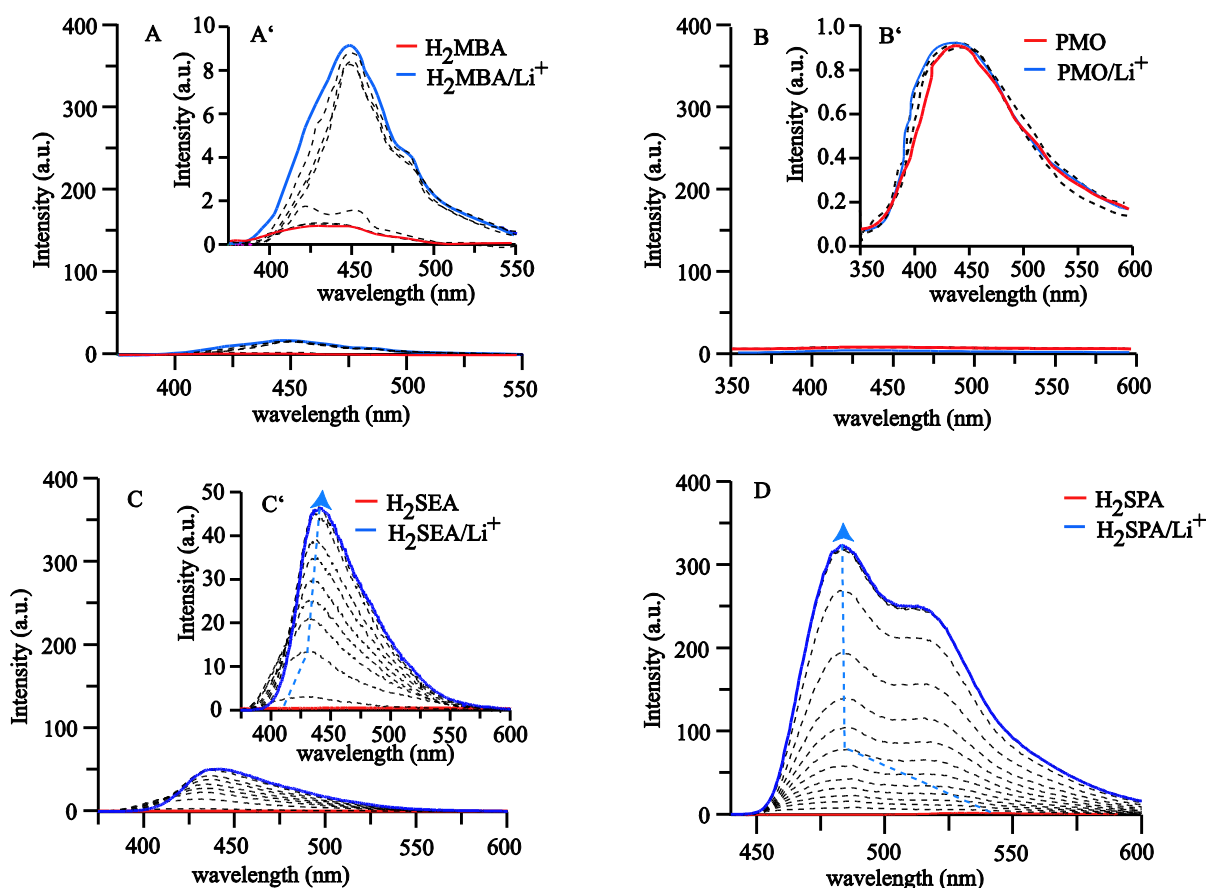 A
400
300
200
100
0
Intensity (a.u.)
400
450
500
550
wavelength (nm)
A‘
10
8
6
4
2
0
Intensity (a.u.)
400
450
500
550
wavelength (nm)
H2MBA
H2MBA/Li+
B
400
300
200
100
0
Intensity (a.u.)
350
400
450
500
550
600
wavelength (nm)
B‘
1.0
0.8
0.6
0.4
0.2
0.0
Intensity (a.u.)
350
400
450
500
550
600
wavelength (nm)
PMO
PMO/Li+
C
400
300
200
100
0
Intensity (a.u.)
400
450
500
550
600
wavelength (nm)
C‘
50
40
30
20
10
0
Intensity (a.u.)
400
450
500
550
600
wavelength (nm)
H2SEA
H2SEA/Li+
D
400
300
200
100
0
Intensity (a.u.)
450
500
550
600
wavelength (nm)
H2SPA
H2SPA/Li+